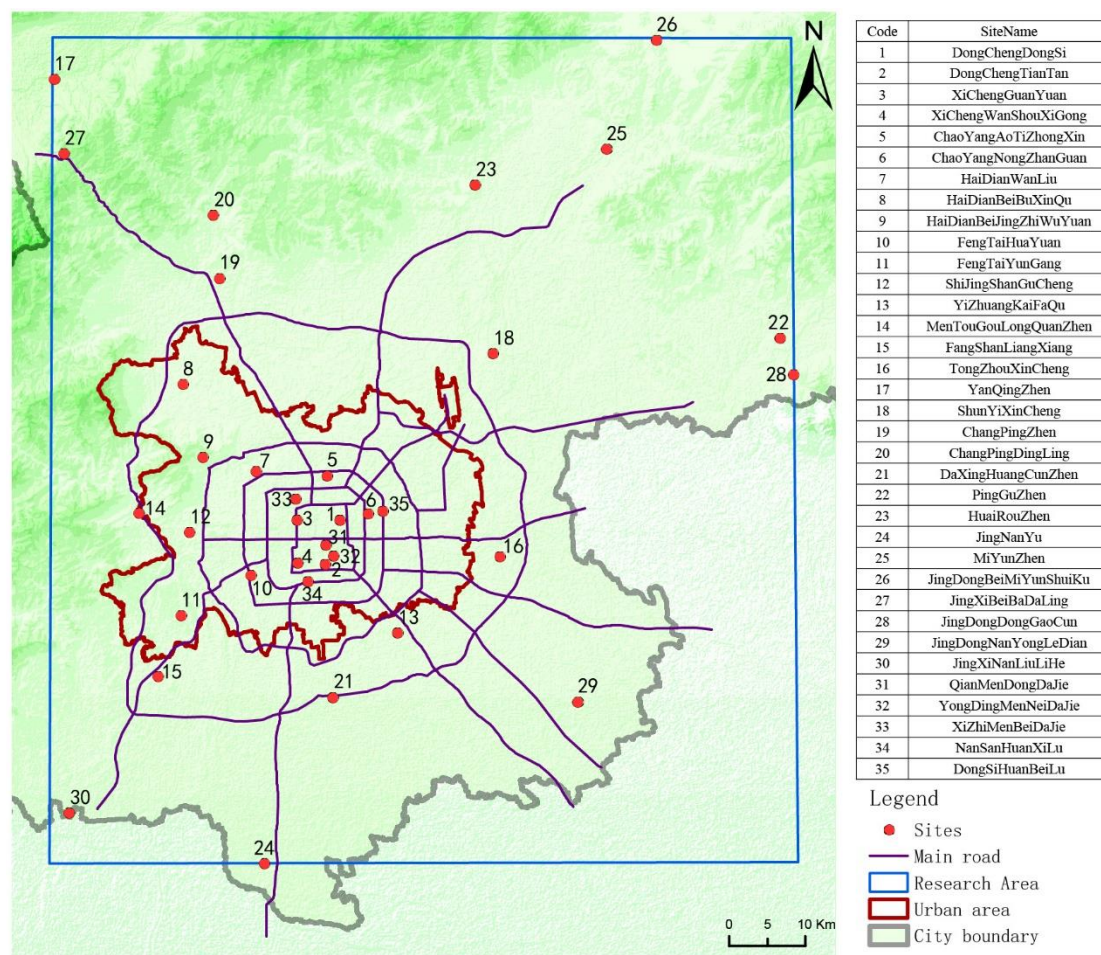 26
N
17
27
25
23
20
19
22
18
28
8
9
7
5
33
6
35
14
3
1
12
31
16
4
32
2
10
34
11
13
15
21
29
30
24
0 5 10 Km
Code SiteName
1 DongChengDongSi
2 DongChengTianTan
3 XiChengGuanYuan
4 XiChengWanShouXiGong
5 ChaoYangAoTiZhongXin
6 ChaoYangNongZhanGuan
7 HaiDianWanLiu
8 HaiDianBeiBuXinQu
9 HaiDianBeiJingZhiWuYuan
10 FengTaiHuaYuan
11 FengTaiYunGang
12 ShiJingShanGuCheng
13 YiZhuangKaiFaQu
14 MenTouGouLongQuanZhen
15 FangShanLiangXiang
16 TongZhouXinCheng
17 YanQingZhen
18 ShunYiXinCheng
19 ChangPingZhen
20 ChangPingDingLing
21 DaXingHuangCunZhen
22 PingGuZhen
23 HuaiRouZhen
24 JingNanYu
25 MiYunZhen
26 JingDongBeiMiYunShuiKu
27 JingXiBeiBaDaLing
28 JingDongDongGaoCun
29 JingDongNanYongLeDian
30 JingXiNanLiuLiHe
31 QianMenDongDaJie
32 YongDingMenNeiDaJie
33 XiZhiMenBeiDaJie
34 NanSanHuanXiLu
35 DongSiHuanBeiLu
Legend
Sites
Main road
Research Area
Urban area
City boundary